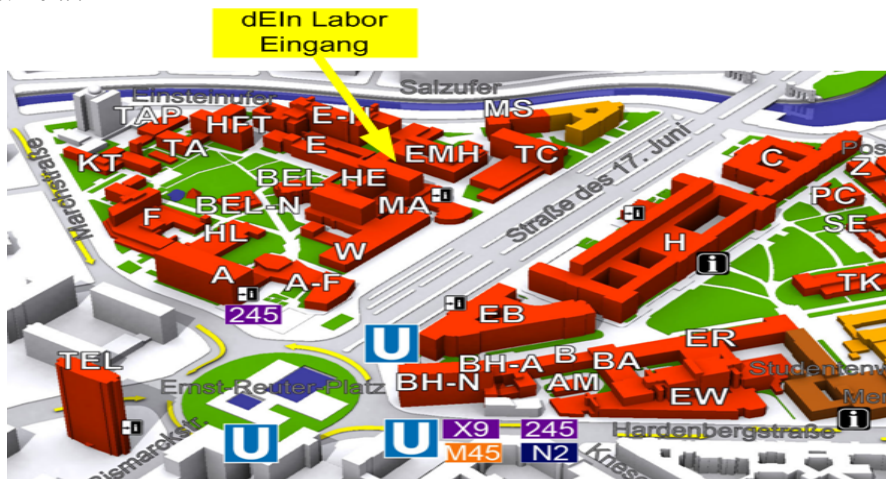 dEIn Labor
Eingang
Salzufer
Einsteinufer
MS
TAP
HFT
E-N
A
TA
E
EMH
TC
Straße des 17. Juni
C
KT
BEL
HE
Z
Marchstraße
BEL-N
MA
PC
F
HL
W
H
SE
A
A-F
i
TK
245
EB
U
ER
TEL
BH-A
B
BA
BH-N
AM
Ernst-Reuter-Platz
EW
i
U
U
X9
245
Hardenbergstraße
M45
N2
Bismarckstr.